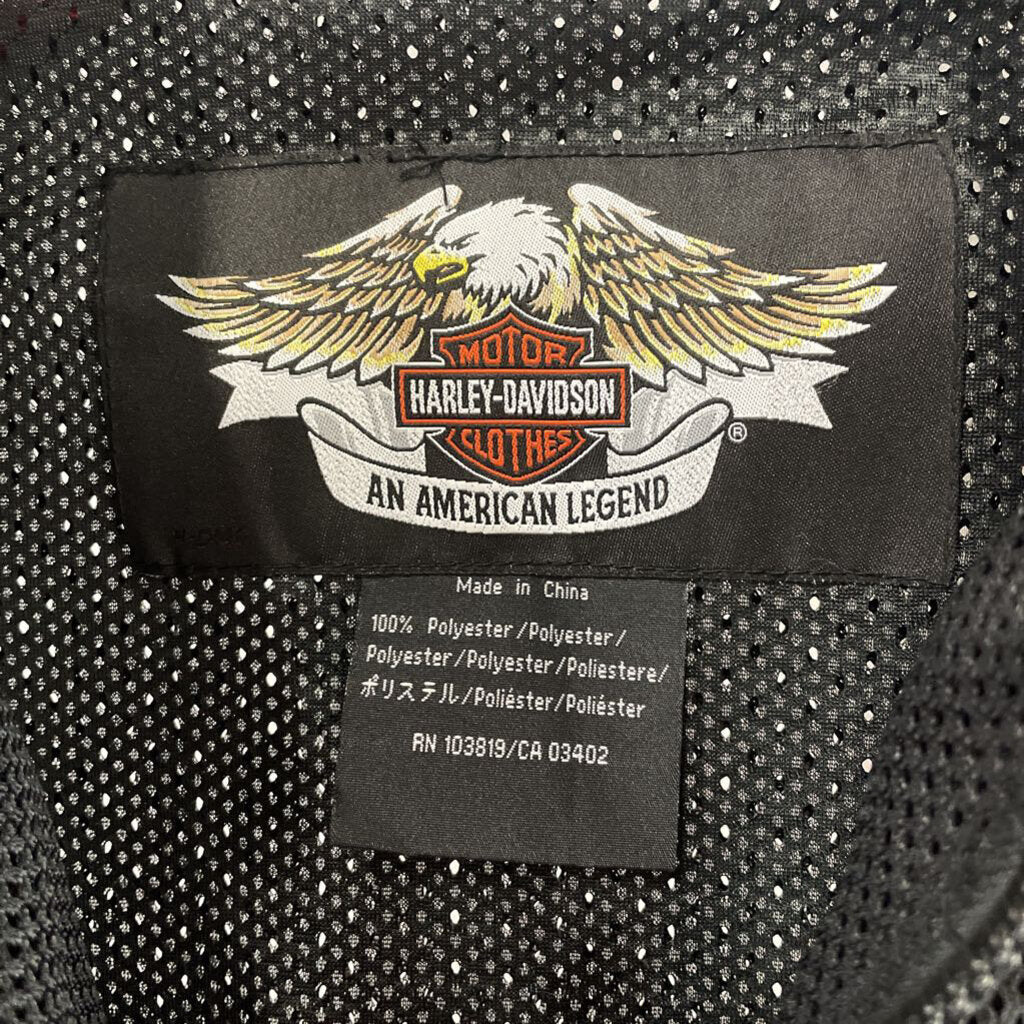 MOTOR
HARLEY-DAVIDSON
CLOTHES
®
AN AMERICAN LEGEND
Made in China
100% Polyester/Polyester/
Polyester/Polyester/Poliestere/
ポリステル/Poliéster/Poliéster
RN 103819/CA 03402